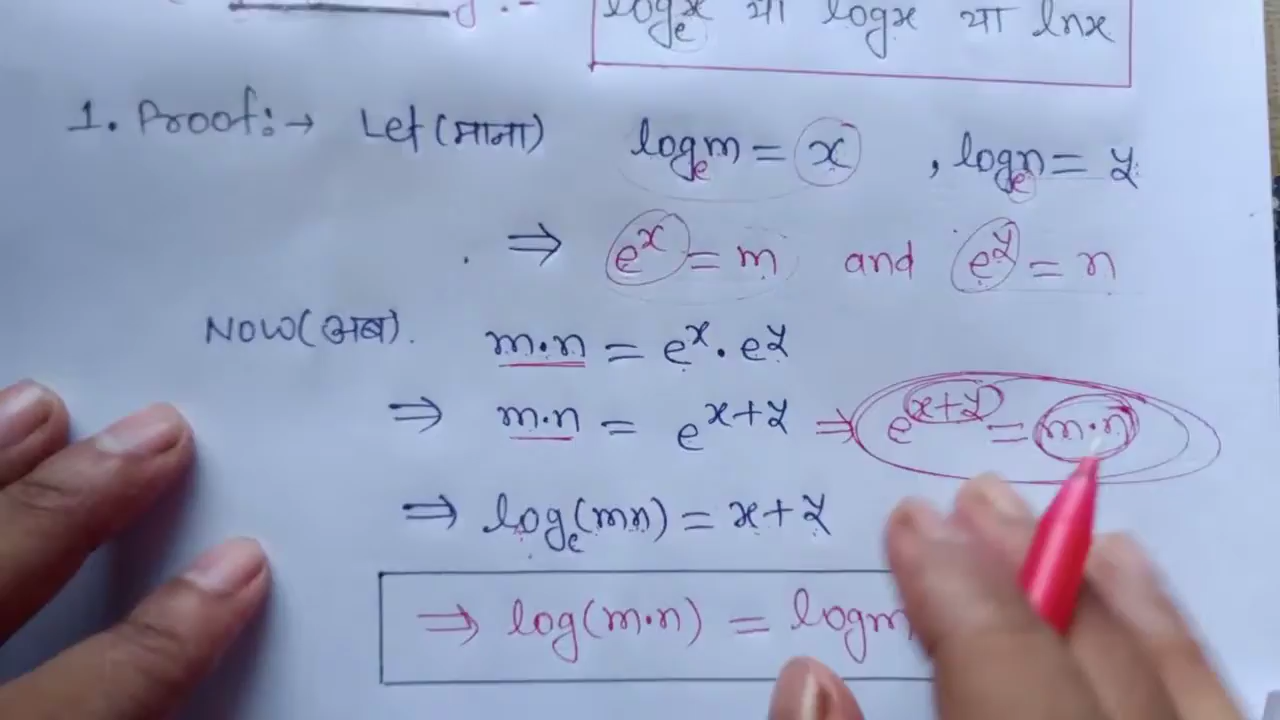 logₑx या logx या lnx
1. Proof:→ Let (माना) logₑm = x , logₑn = y
⇒ eˣ = m and eʸ = n
Now (अब). m·n = eˣ · eʸ
⇒ m·n = eˣ⁺ʸ ⇒ eˣ⁺ʸ = m·n
⇒ logₑ(mn) = x+y
⇒ log(m·n) = logm